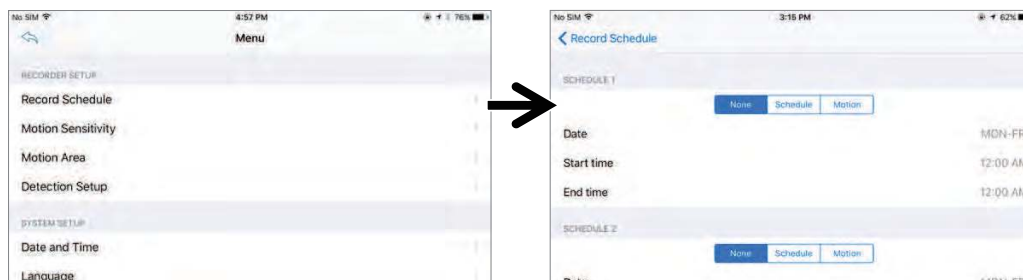 No SIM 4:57 PM 76%
Menu
RECORDER SETUP
Record Schedule
Motion Sensitivity
Motion Area
Detection Setup
SYSTEM SETUP
Date and Time
Language
No SIM 3:15 PM 62%
Record Schedule
SCHEDULE 1
None Schedule Motion
Date MON-FR
Start time 12:00 AM
End time 12:00 AM
SCHEDULE 2
None Schedule Motion